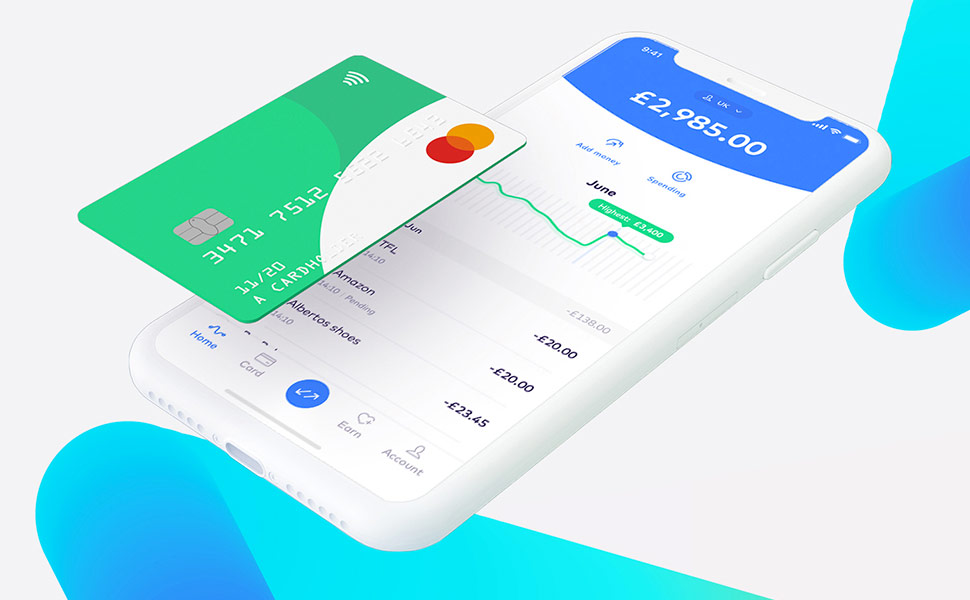 3471 7512
11/20
A CARDHOLDER
9:41
UK
£2,985.00
Add money
Spending
June
Highest: £3,400
Jun
-£138.00
TFL
14:10
-£20.00
Amazon
14:10 · Pending
-£20.00
Albertos shoes
14:10
-£23.45
Home
Card
Earn
Account